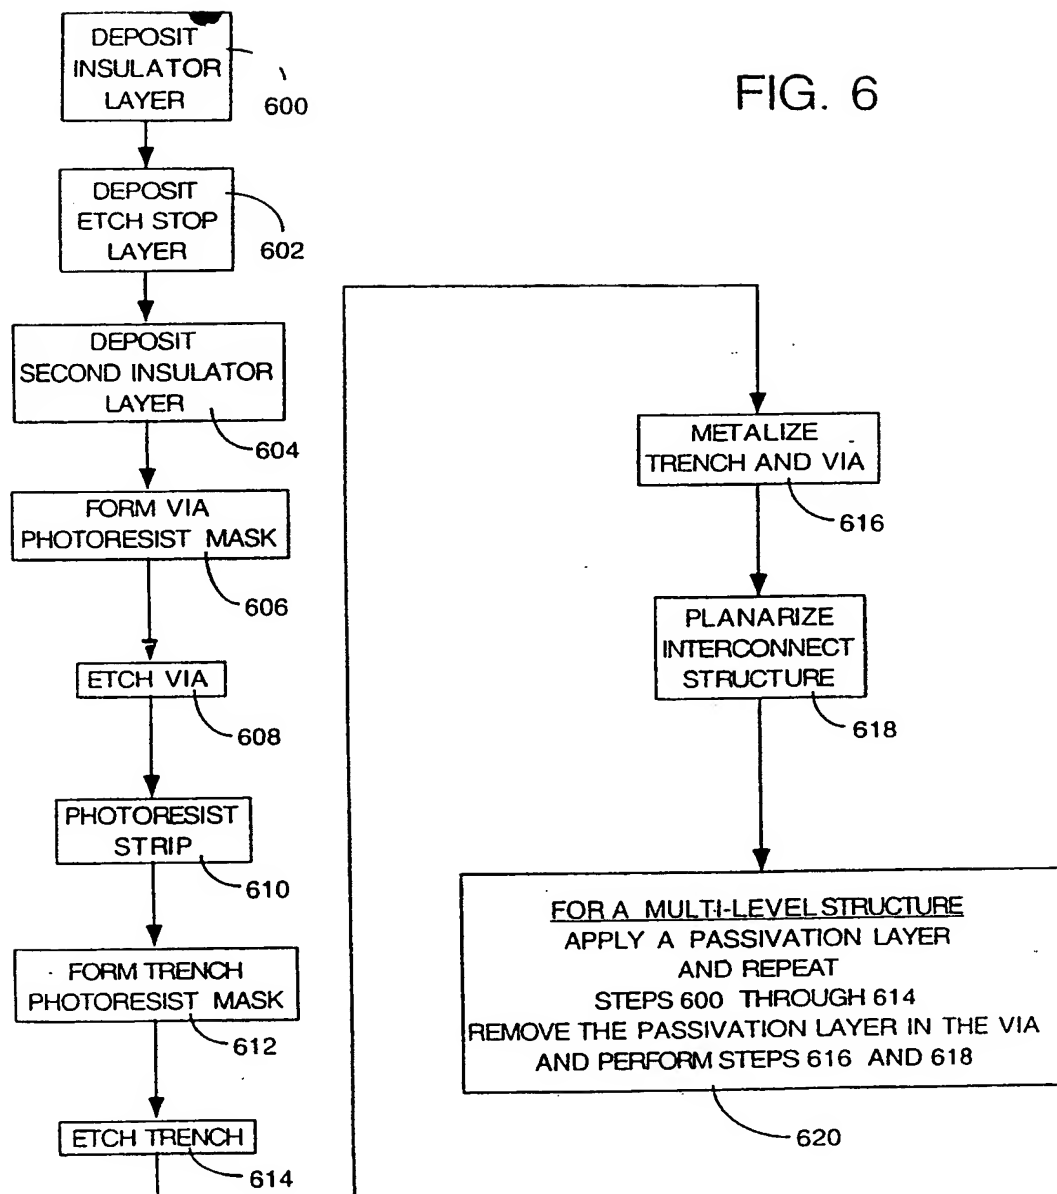 FIG. 6
DEPOSIT
INSULATOR
LAYER
600
DEPOSIT
ETCH STOP
LAYER
602
DEPOSIT
SECOND INSULATOR
LAYER
604
FORM VIA
PHOTORESIST MASK
606
ETCH VIA
608
PHOTORESIST
STRIP
610
FORM TRENCH
PHOTORESIST MASK
612
ETCH TRENCH
614
METALIZE
TRENCH AND VIA
616
PLANARIZE
INTERCONNECT
STRUCTURE
618
FOR A MULTI-LEVEL STRUCTURE
APPLY A PASSIVATION LAYER
AND REPEAT
STEPS 600 THROUGH 614
REMOVE THE PASSIVATION LAYER IN THE VIA
AND PERFORM STEPS 616 AND 618
620